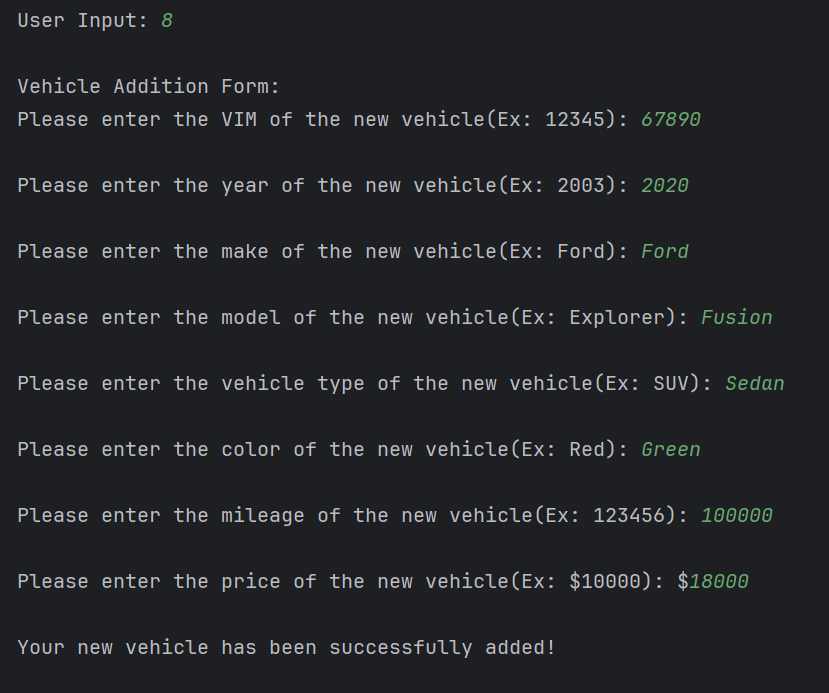 User Input: 8
Vehicle Addition Form:
Please enter the VIM of the new vehicle(Ex: 12345): 67890
Please enter the year of the new vehicle(Ex: 2003): 2020
Please enter the make of the new vehicle(Ex: Ford): Ford
Please enter the model of the new vehicle(Ex: Explorer): Fusion
Please enter the vehicle type of the new vehicle(Ex: SUV): Sedan
Please enter the color of the new vehicle(Ex: Red): Green
Please enter the mileage of the new vehicle(Ex: 123456): 100000
Please enter the price of the new vehicle(Ex: $10000): $18000
Your new vehicle has been successfully added!